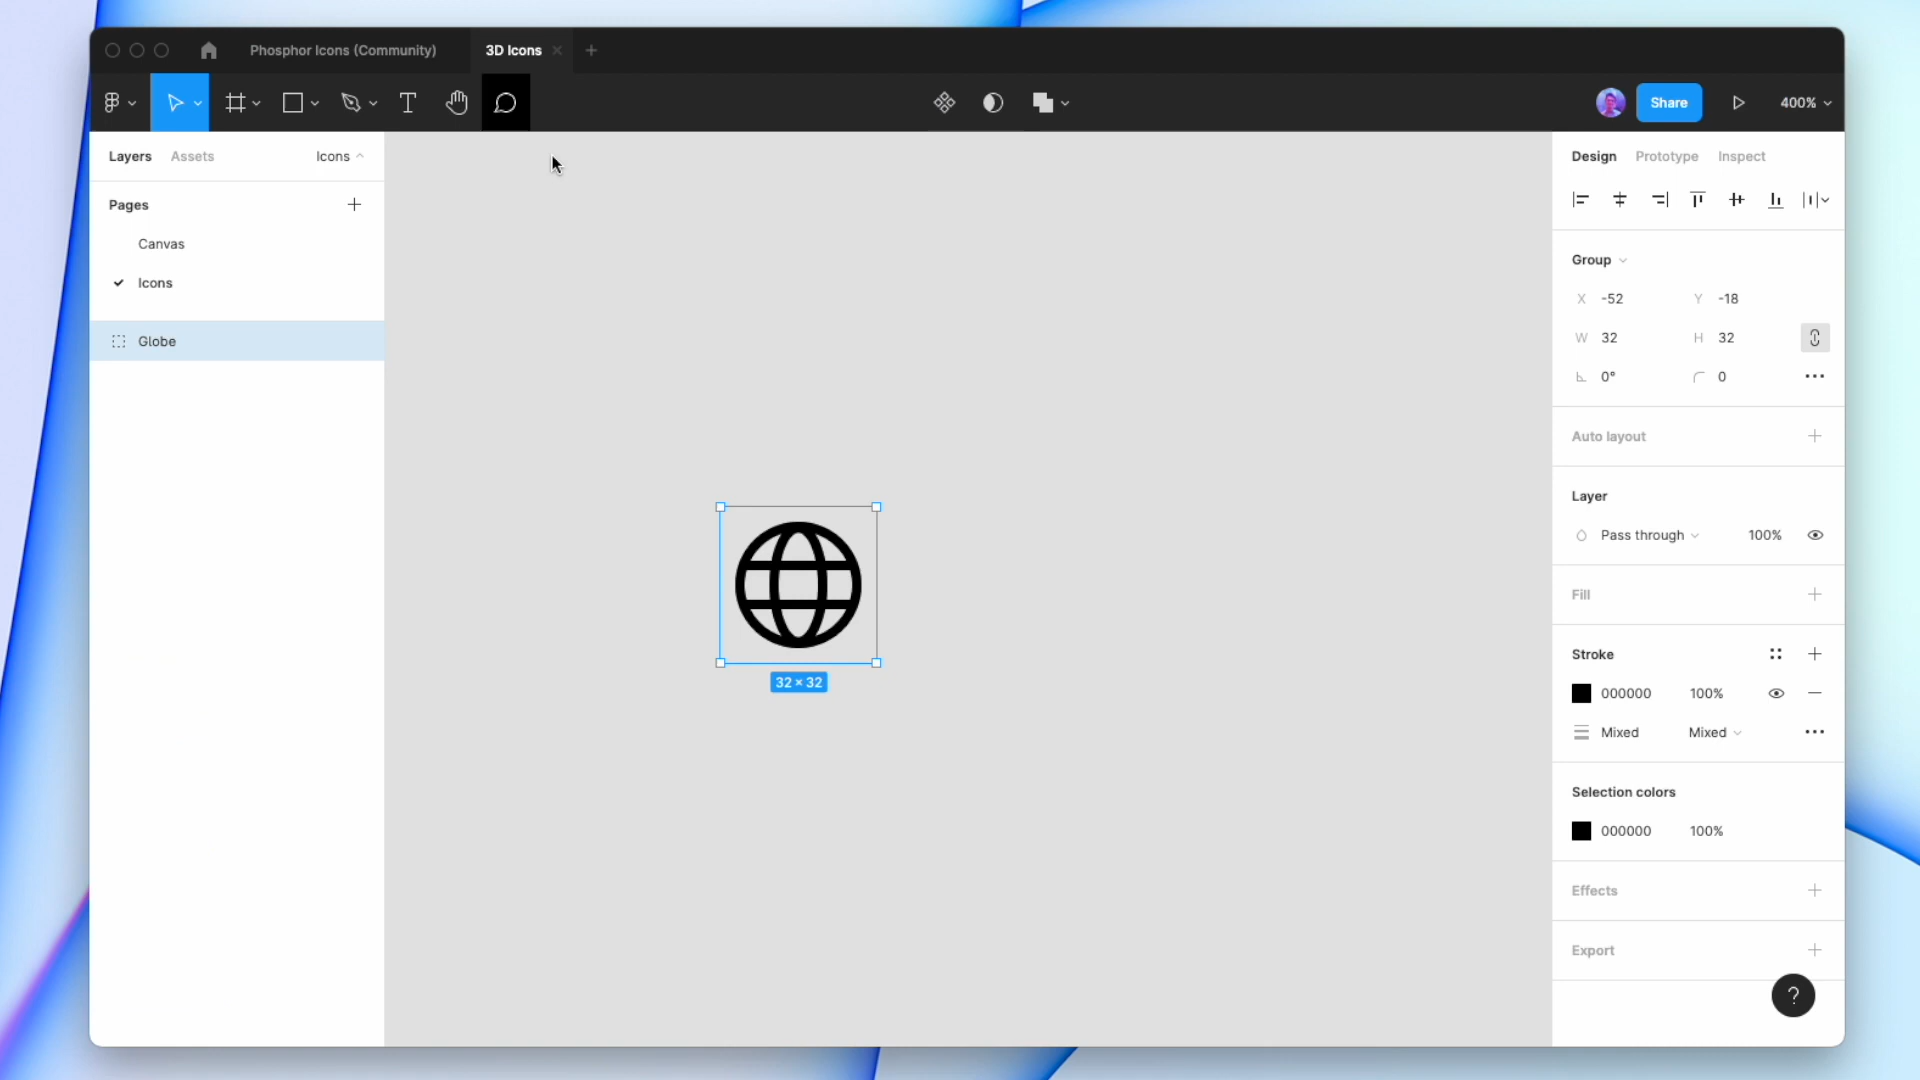 Phosphor Icons (Community)
3D Icons
Share
400%
Layers
Assets
Icons
Pages
Canvas
Icons
Globe
32 × 32
Design
Prototype
Inspect
Group
X -52
Y -18
W 32
H 32
0°
0
Auto layout
Layer
Pass through
100%
Fill
Stroke
000000
100%
Mixed
Mixed
Selection colors
000000
100%
Effects
Export
?